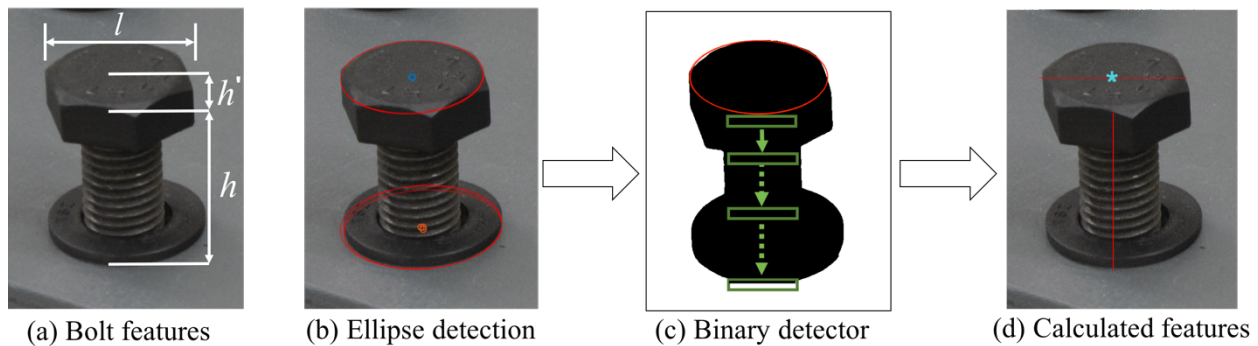 l
h'
h
(a) Bolt features
(b) Ellipse detection
(c) Binary detector
(d) Calculated features